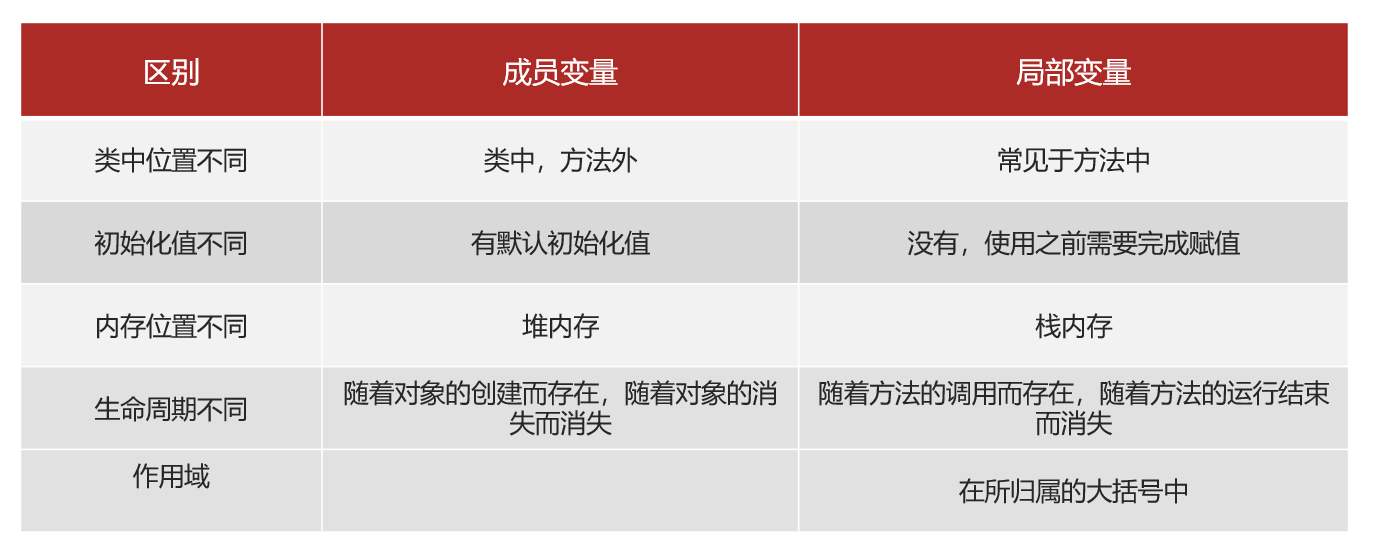 区别
成员变量
局部变量
类中位置不同
类中，方法外
常见于方法中
初始化值不同
有默认初始化值
没有，使用之前需要完成赋值
内存位置不同
堆内存
栈内存
生命周期不同
随着对象的创建而存在，随着对象的消
失而消失
随着方法的调用而存在，随着方法的运行结束
而消失
作用域
在所归属的大括号中